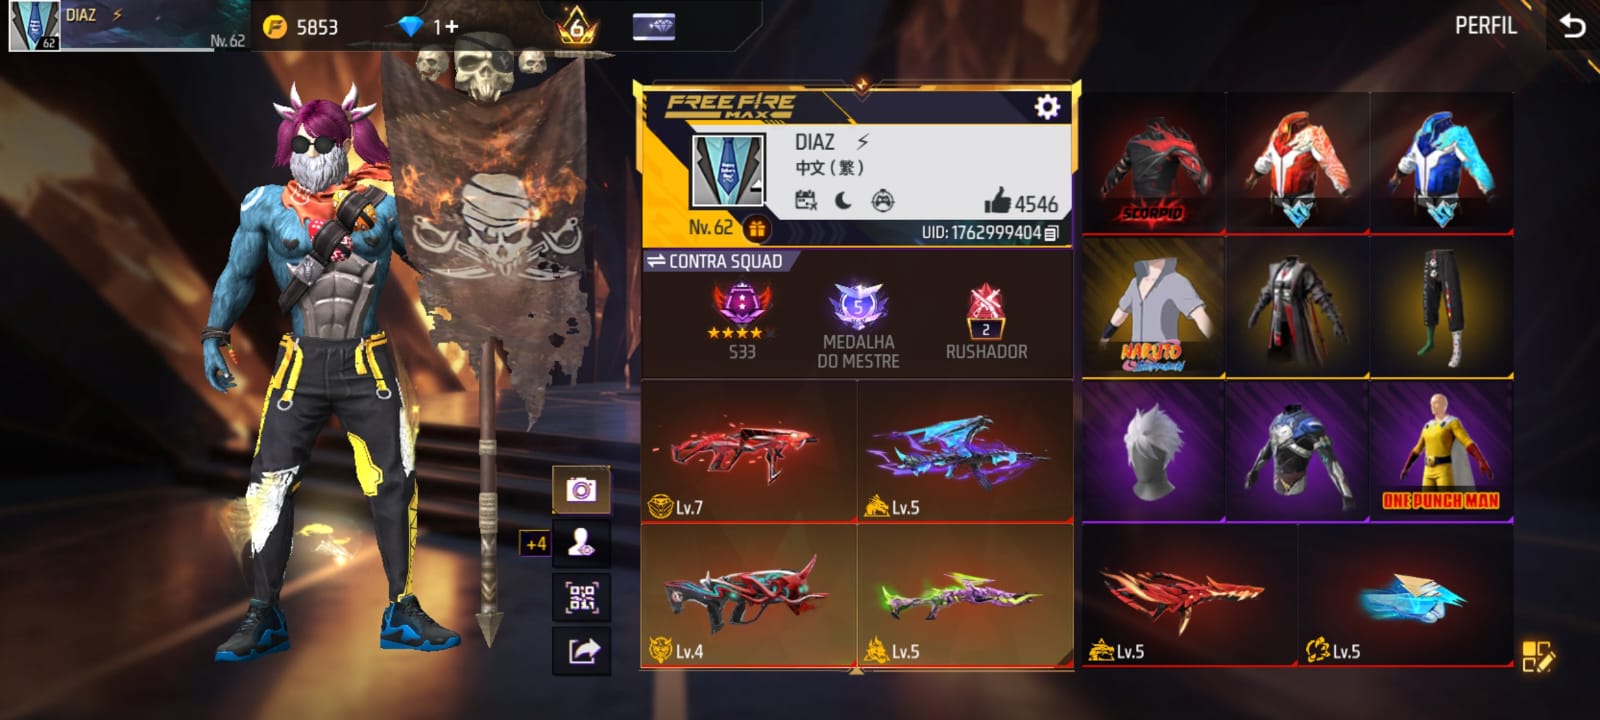 DIAZ ⚡
62
Nv. 62
5853
1+
6
PERFIL
FREE FIRE
MAX
DIAZ ⚡
中文(繁)
4546
Nv. 62
UID: 1762999404
CONTRA SQUAD
S33
5
MEDALHA
DO MESTRE
2
RUSHADOR
Lv.7
Lv.5
Lv.4
Lv.5
+4
SCORPIO
NARUTO
ONE PUNCH MAN
Lv.5
Lv.5